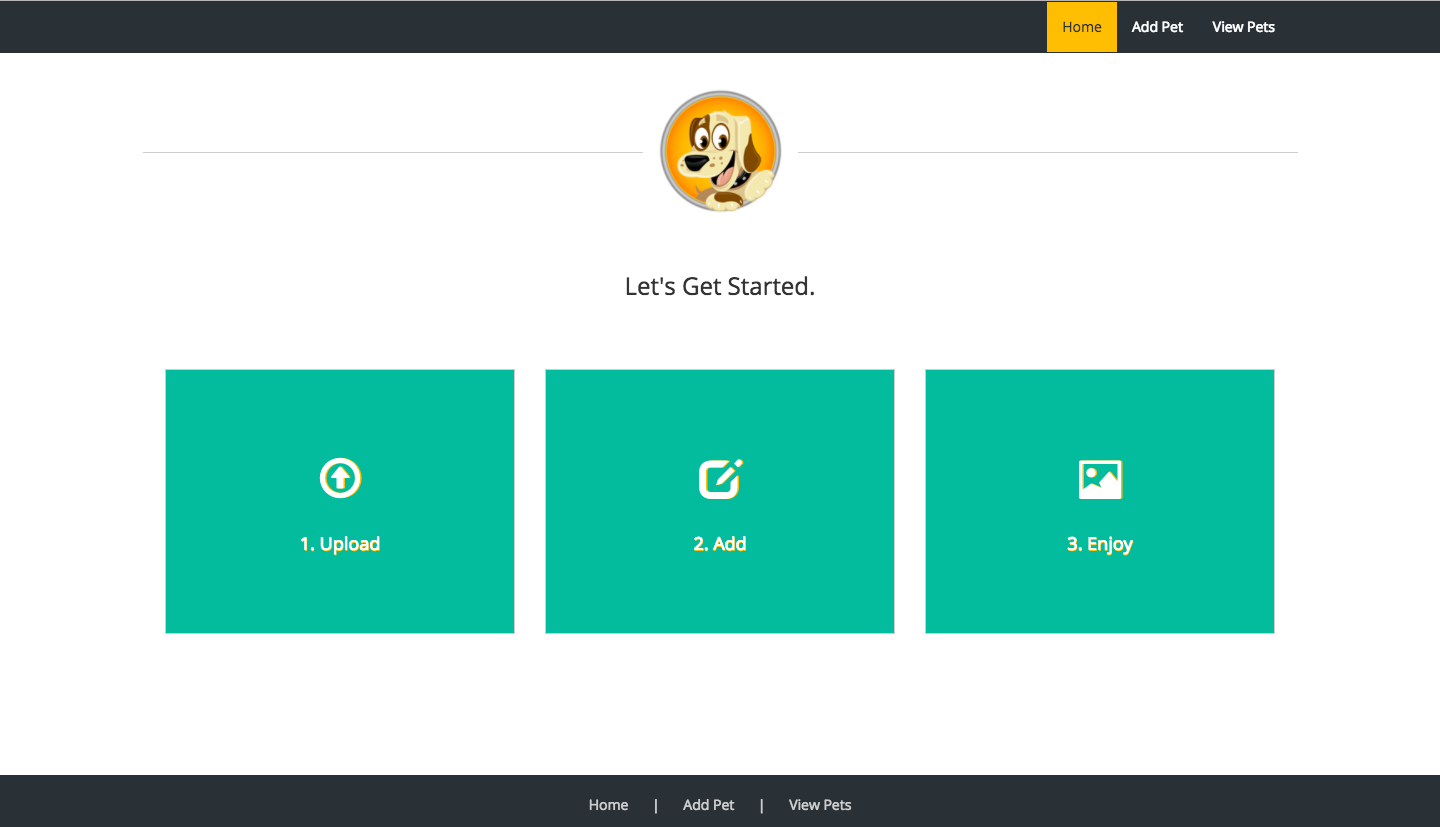 Home Add Pet View Pets
Let's Get Started.
1. Upload 2. Add 3. Enjoy
Home | Add Pet | View Pets